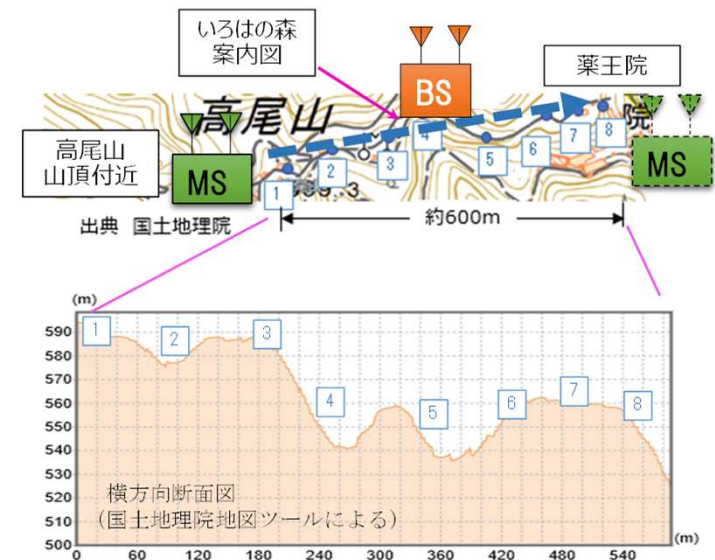 いろはの森
案内図
BS
薬王院
高尾山
院
高尾山
山頂付近
MS
MS
1
2
3
4
5
6
7
8
9.3
出典 国土地理院
約600m
(m)
590
580
570
560
550
540
530
520
510
500
1
2
3
4
5
6
7
8
横方向断面図
（国土地理院地図ツールによる）
0 60 120 180 240 300 360 420 480 540 (m)